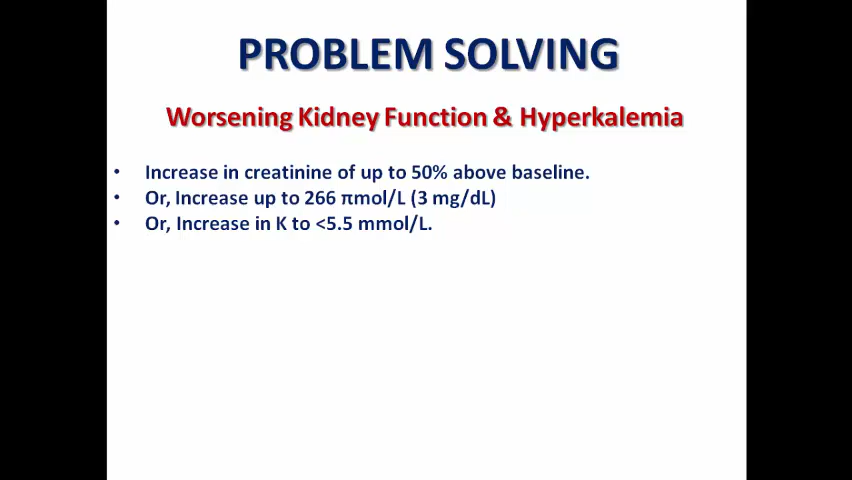 PROBLEM SOLVING
Worsening Kidney Function & Hyperkalemia
• Increase in creatinine of up to 50% above baseline.
• Or, Increase up to 266 πmol/L (3 mg/dL)
• Or, Increase in K to <5.5 mmol/L.